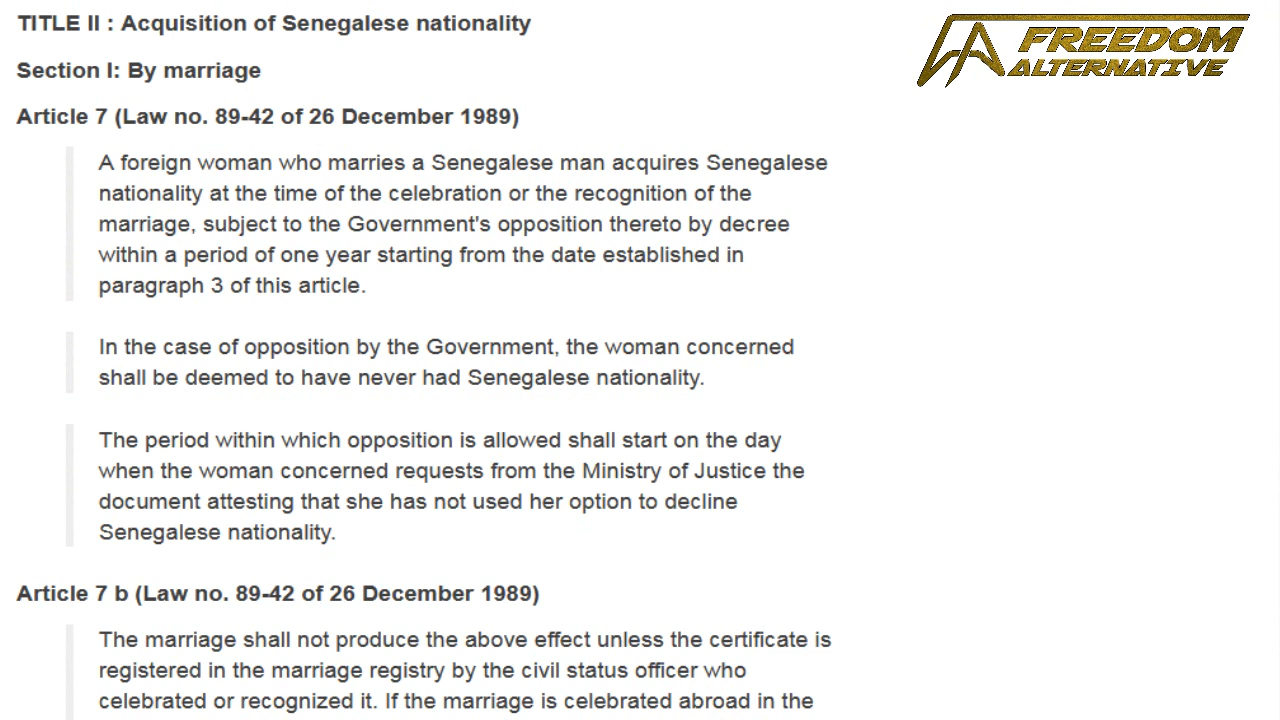 TITLE II : Acquisition of Senegalese nationality
FREEDOM
ALTERNATIVE
Section I: By marriage
Article 7 (Law no. 89-42 of 26 December 1989)
A foreign woman who marries a Senegalese man acquires Senegalese
nationality at the time of the celebration or the recognition of the
marriage, subject to the Government's opposition thereto by decree
within a period of one year starting from the date established in
paragraph 3 of this article.
In the case of opposition by the Government, the woman concerned
shall be deemed to have never had Senegalese nationality.
The period within which opposition is allowed shall start on the day
when the woman concerned requests from the Ministry of Justice the
document attesting that she has not used her option to decline
Senegalese nationality.
Article 7 b (Law no. 89-42 of 26 December 1989)
The marriage shall not produce the above effect unless the certificate is
registered in the marriage registry by the civil status officer who
celebrated or recognized it. If the marriage is celebrated abroad in the